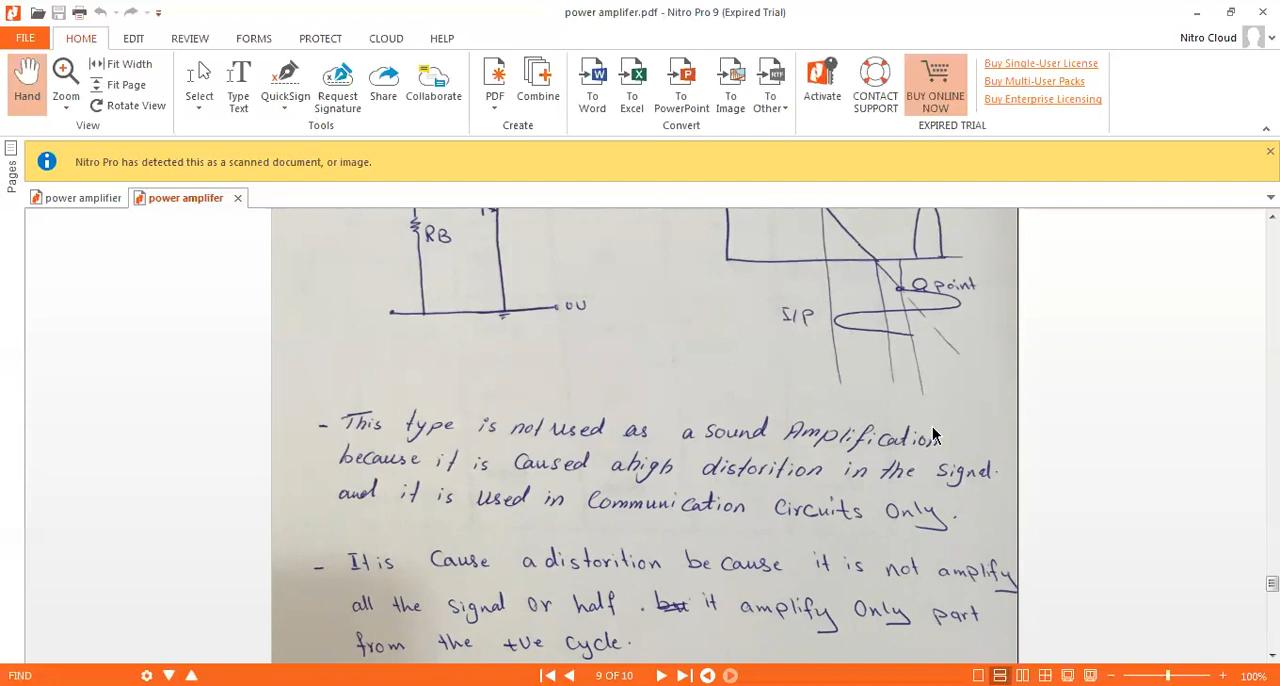 power amplifer.pdf - Nitro Pro 9 (Expired Trial)
FILE HOME EDIT REVIEW FORMS PROTECT CLOUD HELP Nitro Cloud
Hand Zoom Fit Width Fit Page Rotate View
Select Type Text QuickSign Request Signature Share Collaborate
PDF Combine To Word To Excel To PowerPoint To Image To Other
Activate CONTACT SUPPORT BUY ONLINE NOW
Buy Single-User License
Buy Multi-User Packs
Buy Enterprise Licensing
View Tools Create Convert EXPIRED TRIAL
Pages
Nitro Pro has detected this as a scanned document, or image.
power amplifier power amplifer
RB
Q point
0V
I/P
- This type is not used as a sound Amplification
because it is Caused a high distorition in the signal.
and it is used in Communication Circuits Only.
- It is Cause a distorition because it is not amplify
all the signal or half. but it amplify Only part
from the +ve cycle.
FIND 9 OF 10 100%